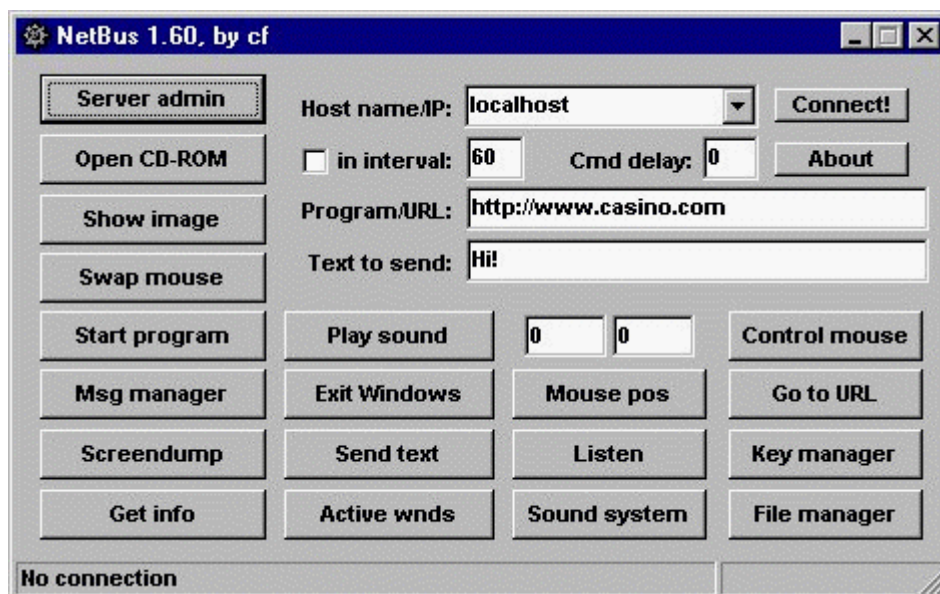 NetBus 1.60, by cf
Server admin Host name/IP: localhost Connect!
Open CD-ROM in interval: 60 Cmd delay: 0 About
Show image Program/URL: http://www.casino.com
Swap mouse Text to send: Hi!
Start program Play sound 0 0 Control mouse
Msg manager Exit Windows Mouse pos Go to URL
Screendump Send text Listen Key manager
Get info Active wnds Sound system File manager
No connection